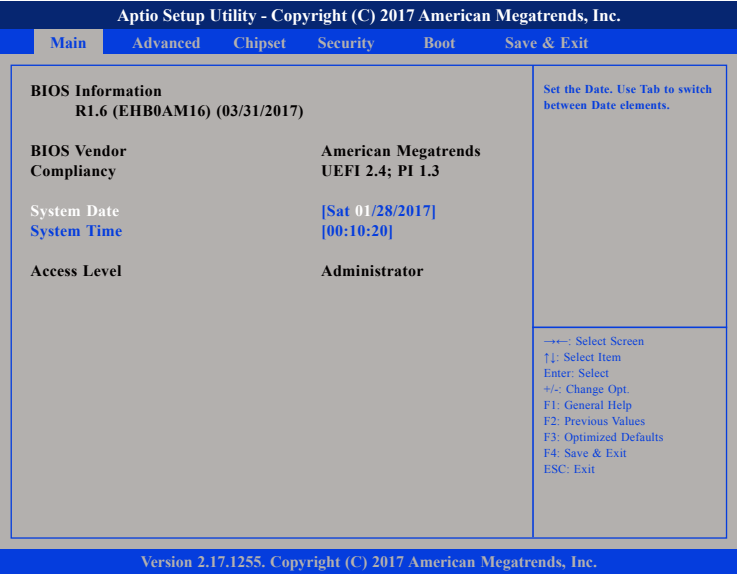 Aptio Setup Utility - Copyright (C) 2017 American Megatrends, Inc.
Main Advanced Chipset Security Boot Save & Exit
BIOS Information
R1.6 (EHB0AM16) (03/31/2017)
BIOS Vendor American Megatrends
Compliancy UEFI 2.4; PI 1.3
System Date [Sat 01/28/2017]
System Time [00:10:20]
Access Level Administrator
Set the Date. Use Tab to switch
between Date elements.
→←: Select Screen
↑↓: Select Item
Enter: Select
+/-: Change Opt.
F1: General Help
F2: Previous Values
F3: Optimized Defaults
F4: Save & Exit
ESC: Exit
Version 2.17.1255. Copyright (C) 2017 American Megatrends, Inc.